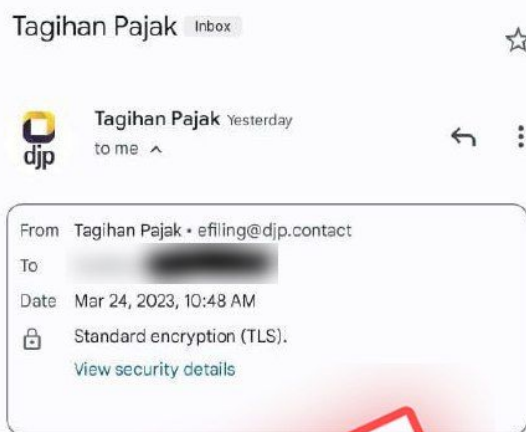 Tagihan Pajak Inbox
djp
Tagihan Pajak Yesterday
to me
From Tagihan Pajak • efiling@djp.contact
To
Date Mar 24, 2023, 10:48 AM
Standard encryption (TLS).
View security details